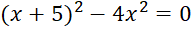 (x + 5)² − 4x² = 0